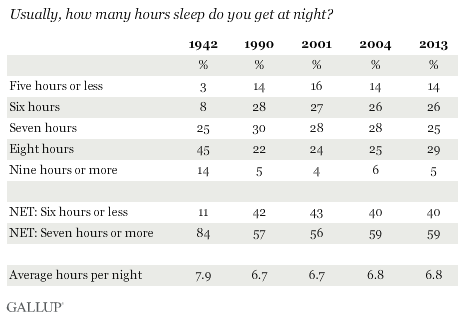 Usually, how many hours sleep do you get at night?
1942 1990 2001 2004 2013
% % % % %
Five hours or less 3 14 16 14 14
Six hours 8 28 27 26 26
Seven hours 25 30 28 28 25
Eight hours 45 22 24 25 29
Nine hours or more 14 5 4 6 5
NET: Six hours or less 11 42 43 40 40
NET: Seven hours or more 84 57 56 59 59
Average hours per night 7.9 6.7 6.7 6.8 6.8
GALLUP®